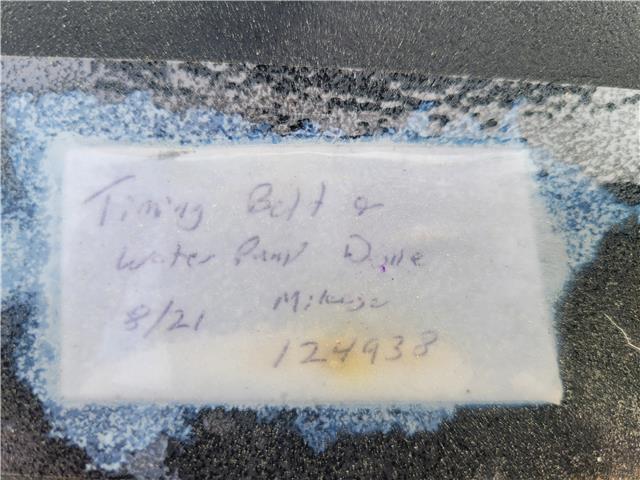 Timing Belt &
Water Pump Done
8/21 Mileage
124938